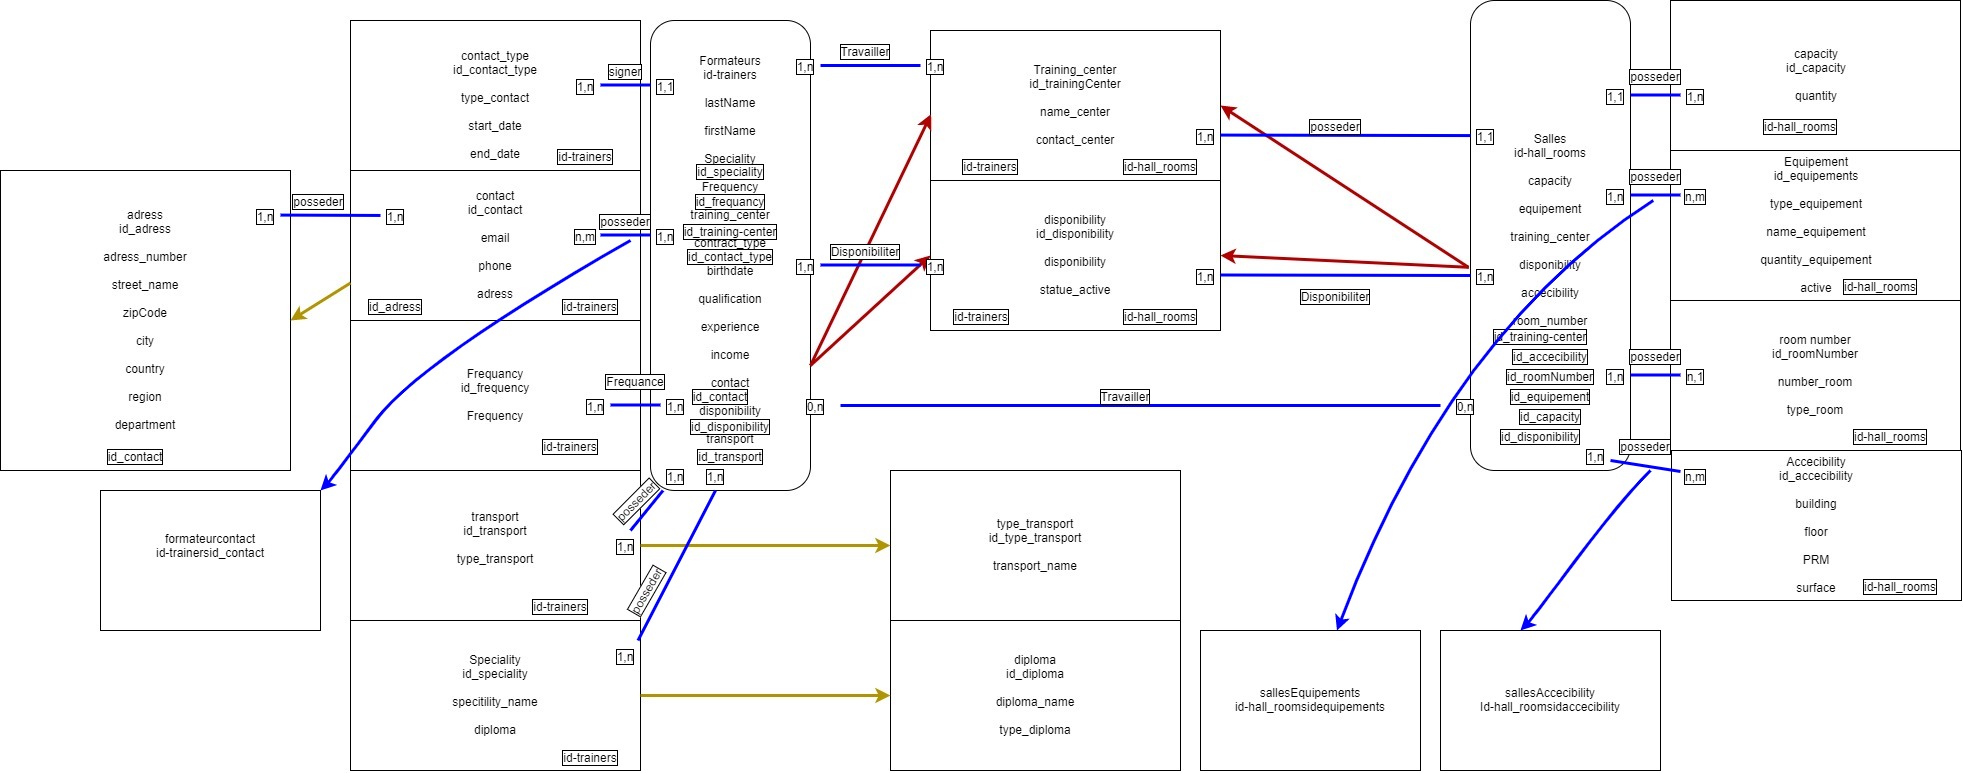 contact_type
id_contact_type
type_contact
start_date
end_date
id-trainers
1,n
signer
1,1
adress
id_adress
adress_number
street_name
zipCode
city
country
region
department
id_contact
1,n
posseder
1,n
contact
id_contact
email
phone
adress
id_adress
id-trainers
n,m
posseder
1,n
Frequancy
id_frequency
Frequency
id-trainers
1,n
Frequance
1,n
formateurcontact
id-trainersid_contact
transport
id_transport
type_transport
1,n
id-trainers
posseder
1,n
Speciality
id_speciality
specitility_name
diploma
1,n
id-trainers
posseder
1,n
Formateurs
id-trainers
lastName
firstName
Speciality
id_speciality
Frequency
id_frequancy
training_center
id_training-center
contract_type
id_contact_type
birthdate
qualification
experience
income
contact
id_contact
disponibility
id_disponibility
transport
id_transport
1,n
Travailler
1,n
1,n
Disponibiliter
1,n
0,n
Travailler
0,n
Training_center
id_trainingCenter
name_center
contact_center
id-trainers
id-hall_rooms
1,n
posseder
1,1
disponibility
id_disponibility
disponibility
statue_active
id-trainers
id-hall_rooms
1,n
Disponibiliter
1,n
type_transport
id_type_transport
transport_name
diploma
id_diploma
diploma_name
type_diploma
Salles
id-hall_rooms
capacity
equipement
training_center
disponibility
accecibility
room_number
id_training-center
id_accecibility
id_roomNumber
id_equipement
id_capacity
id_disponibility
1,1
posseder
1,n
capacity
id_capacity
quantity
id-hall_rooms
1,n
posseder
n,m
Equipement
id_equipements
type_equipement
name_equipement
quantity_equipement
active
id-hall_rooms
1,n
posseder
n,1
room number
id_roomNumber
number_room
type_room
id-hall_rooms
1,n
posseder
n,m
Accecibility
id_accecibility
building
floor
PRM
surface
id-hall_rooms
sallesEquipements
id-hall_roomsidequipements
sallesAccecibility
Id-hall_roomsidaccecibility